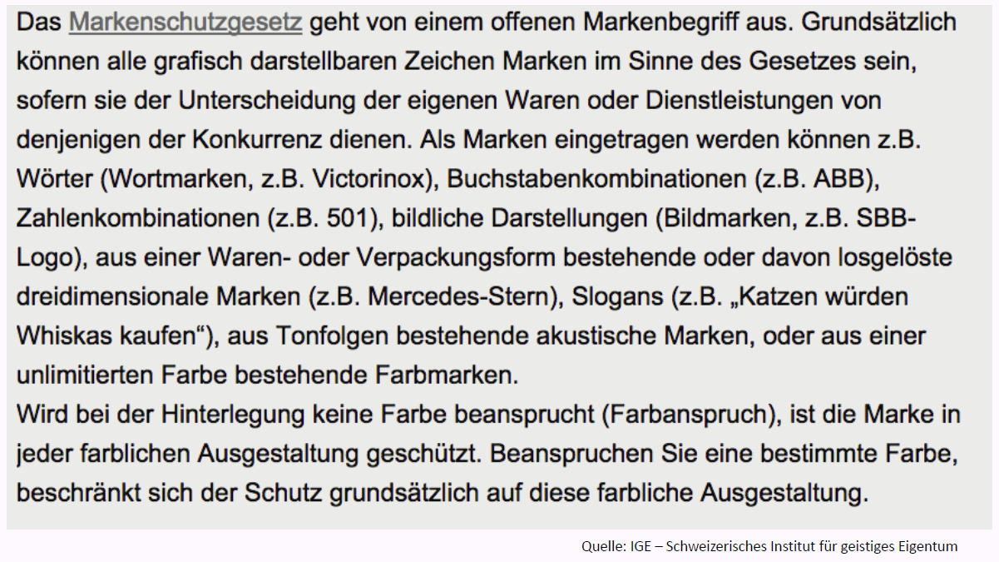 Das Markenschutzgesetz geht von einem offenen Markenbegriff aus. Grundsätzlich
können alle grafisch darstellbaren Zeichen Marken im Sinne des Gesetzes sein,
sofern sie der Unterscheidung der eigenen Waren oder Dienstleistungen von
denjenigen der Konkurrenz dienen. Als Marken eingetragen werden können z.B.
Wörter (Wortmarken, z.B. Victorinox), Buchstabenkombinationen (z.B. ABB),
Zahlenkombinationen (z.B. 501), bildliche Darstellungen (Bildmarken, z.B. SBB-
Logo), aus einer Waren- oder Verpackungsform bestehende oder davon losgelöste
dreidimensionale Marken (z.B. Mercedes-Stern), Slogans (z.B. „Katzen würden
Whiskas kaufen“), aus Tonfolgen bestehende akustische Marken, oder aus einer
unlimitierten Farbe bestehende Farbmarken.
Wird bei der Hinterlegung keine Farbe beansprucht (Farbanspruch), ist die Marke in
jeder farblichen Ausgestaltung geschützt. Beanspruchen Sie eine bestimmte Farbe,
beschränkt sich der Schutz grundsätzlich auf diese farbliche Ausgestaltung.
Quelle: IGE – Schweizerisches Institut für geistiges Eigentum